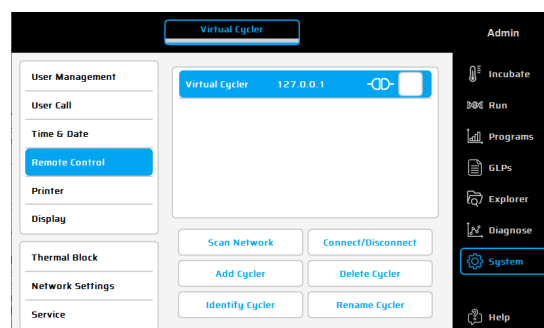 Virtual Cycler
Admin
User Management
User Call
Time & Date
Remote Control
Printer
Display
Thermal Block
Network Settings
Service
Virtual Cycler 127.0.0.1
Scan Network Connect/Disconnect
Add Cycler Delete Cycler
Identify Cycler Rename Cycler
Incubate
Run
Programs
GLPs
Explorer
Diagnose
System
Help